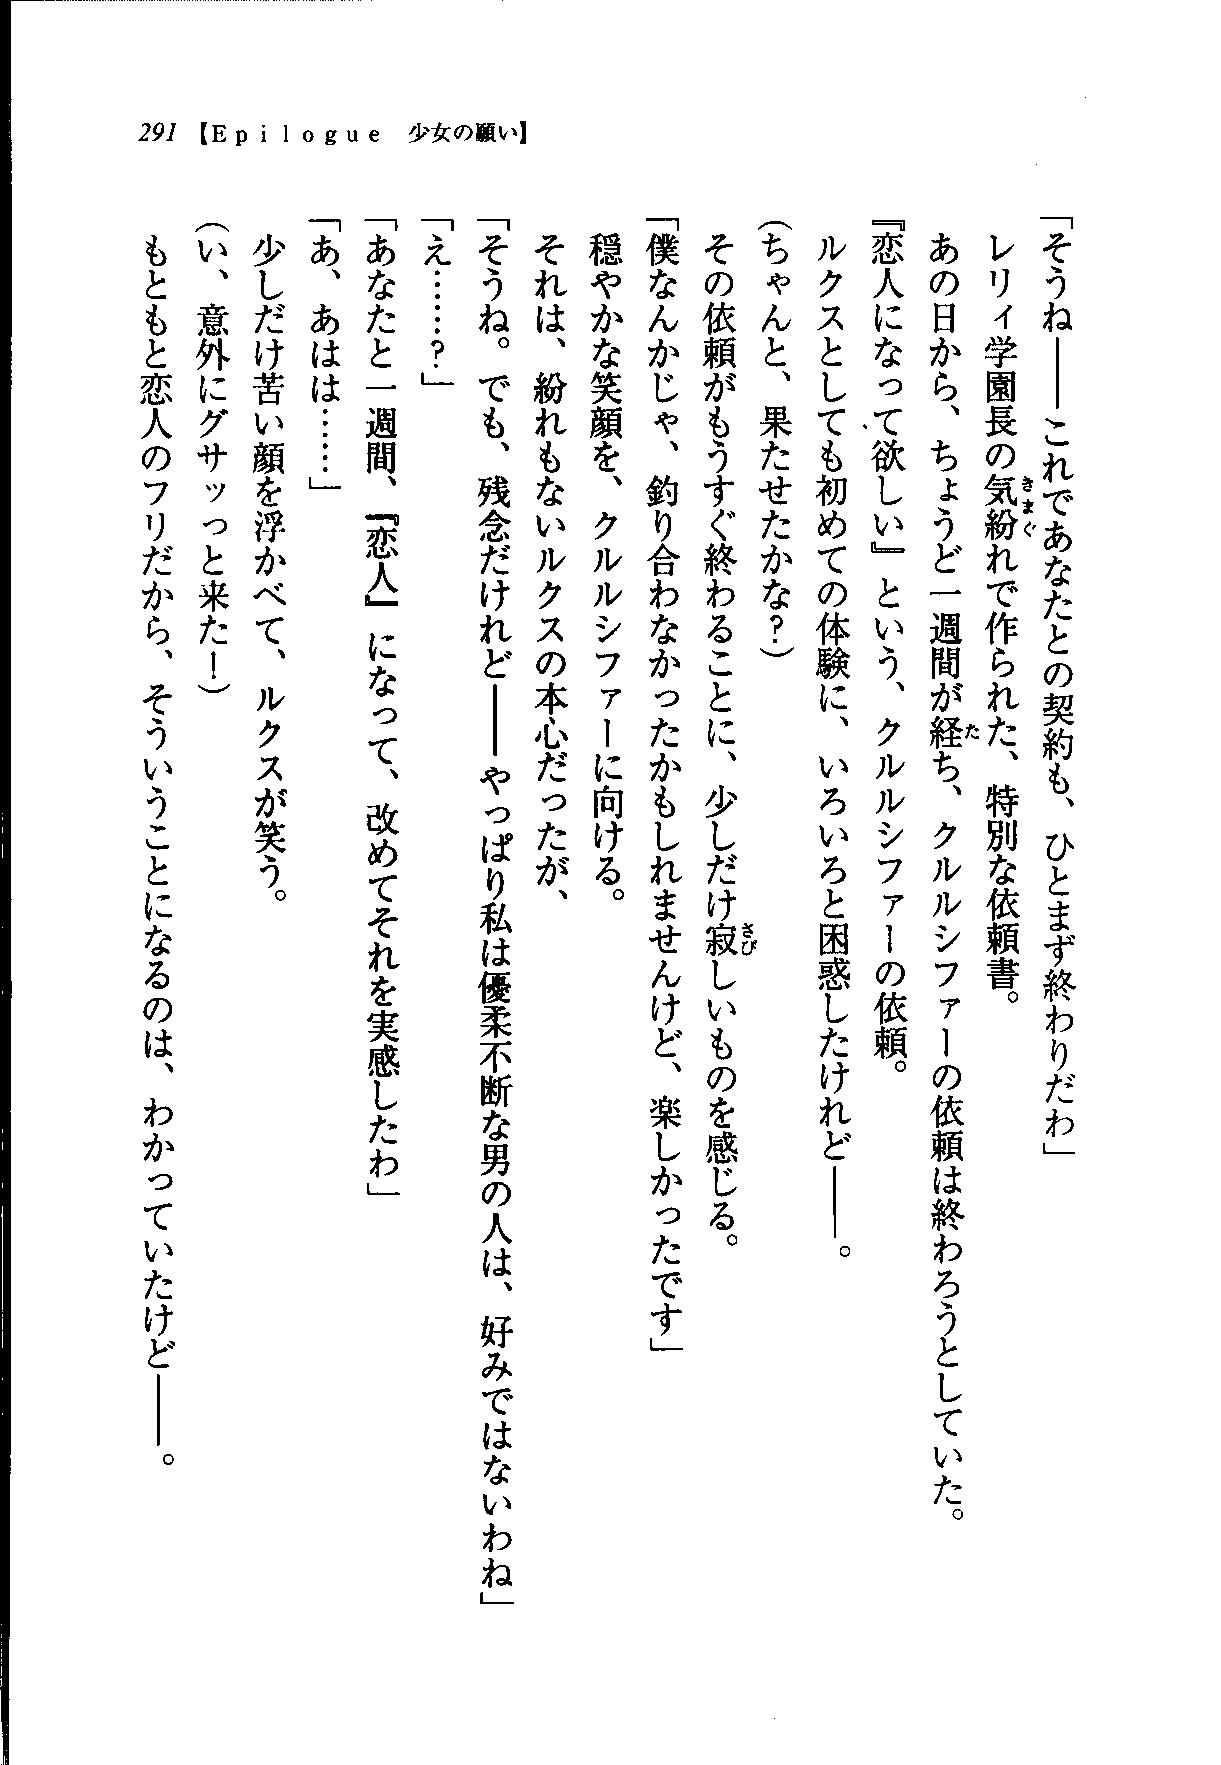 291 【Epilogue　少女の願い】
「そうね――これであなたとの契約も、ひとまず終わりだわ」
レリィ学園長の気紛れで作られた、特別な依頼書。
あの日から、ちょうど一週間が経ち、クルルシファーの依頼は終わろうとしていた。
『恋人になって欲しい』という、クルルシファーの依頼。
ルクスとしても初めての体験に、いろいろと困惑したけれど――。
(ちゃんと、果たせたかな?)
その依頼がもうすぐ終わることに、少しだけ寂しいものを感じる。
「僕なんかじゃ、釣り合わなかったかもしれませんけど、楽しかったです」
穏やかな笑顔を、クルルシファーに向ける。
それは、紛れもないルクスの本心だったが、
「そうね。でも、残念だけれど――やっぱり私は優柔不断な男の人は、好みではないわね」
「え……?」
「あなたと一週間、『恋人』になって、改めてそれを実感したわ」
「あ、あはは……」
少しだけ苦い顔を浮かべて、ルクスが笑う。
(い、意外にグサッっと来た!)
もともと恋人のフリだから、そういうことになるのは、わかっていたけど――。